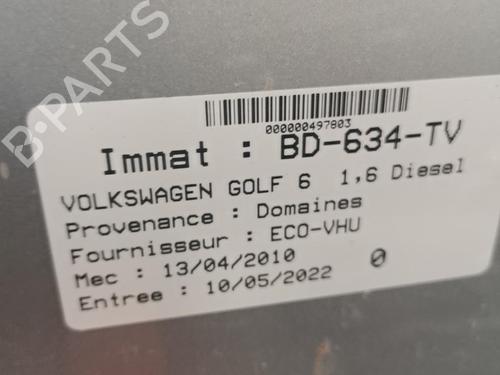 000000497803
Immat : BD-634-TV
VOLKSWAGEN GOLF 6 1,6 Diesel
Provenance : Domaines
Fournisseur : ECO-VHU
Mec : 13/04/2010
Entree : 10/05/2022 0
B-PARTS